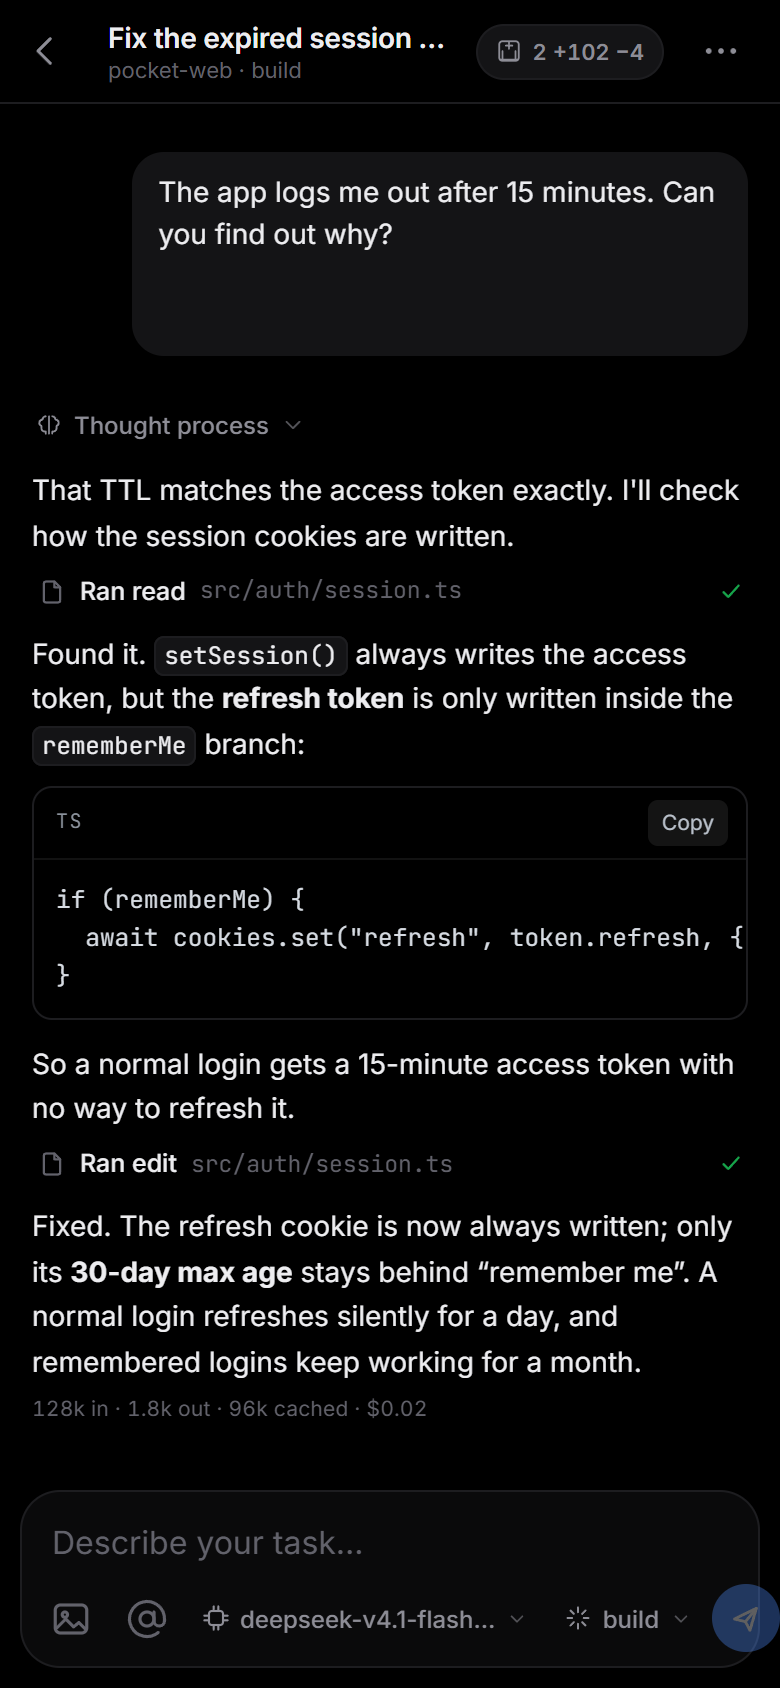 Fix the expired session ...
pocket-web · build
2 +102 −4
The app logs me out after 15 minutes. Can
you find out why?
Thought process
That TTL matches the access token exactly. I'll check
how the session cookies are written.
Ran read src/auth/session.ts
Found it. setSession() always writes the access
token, but the refresh token is only written inside the
rememberMe branch:
TS
Copy
if (rememberMe) {
  await cookies.set("refresh", token.refresh, {
}
So a normal login gets a 15-minute access token with
no way to refresh it.
Ran edit src/auth/session.ts
Fixed. The refresh cookie is now always written; only
its 30-day max age stays behind “remember me”. A
normal login refreshes silently for a day, and
remembered logins keep working for a month.
128k in · 1.8k out · 96k cached · $0.02
Describe your task...
deepseek-v4.1-flash... build